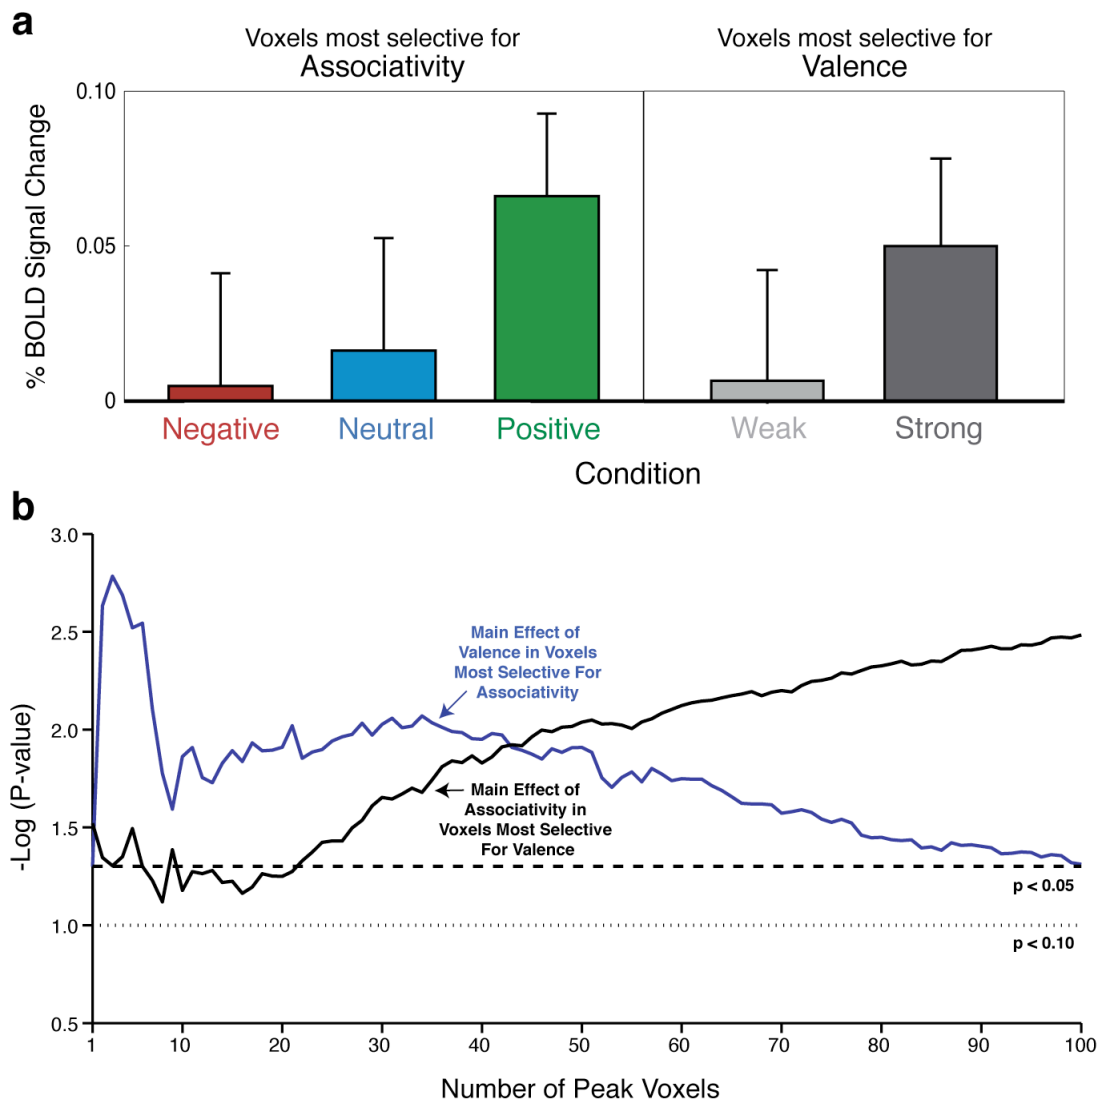 a
Voxels most selective for
Associativity
Voxels most selective for
Valence
% BOLD Signal Change
0.10
0.05
0
Negative
Neutral
Positive
Weak
Strong
Condition
b
-Log (P-value)
3.0
2.5
2.0
1.5
1.0
0.5
Main Effect of
Valence in Voxels
Most Selective For
Associativity
Main Effect of
Associativity in
Voxels Most Selective
For Valence
p < 0.05
p < 0.10
1
10
20
30
40
50
60
70
80
90
100
Number of Peak Voxels